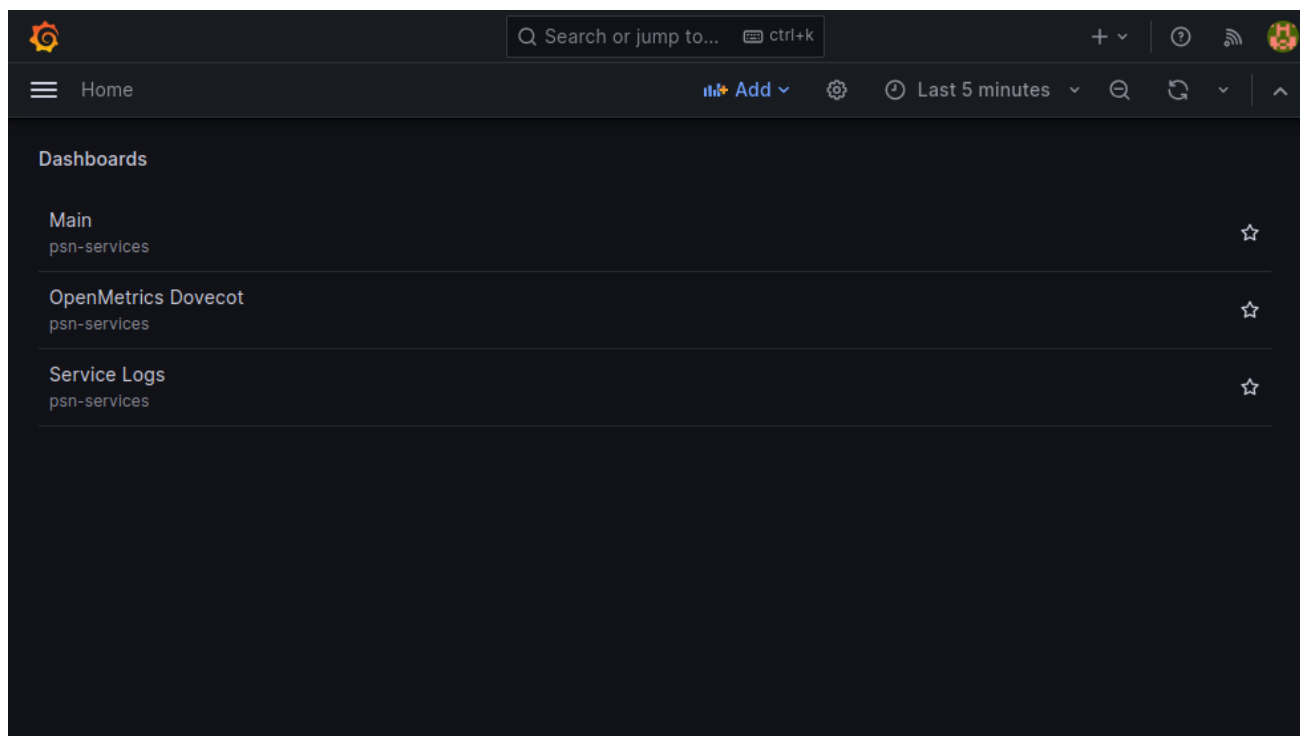 Search or jump to... ctrl+k
Home Add Last 5 minutes
Dashboards
Main
psn-services
OpenMetrics Dovecot
psn-services
Service Logs
psn-services